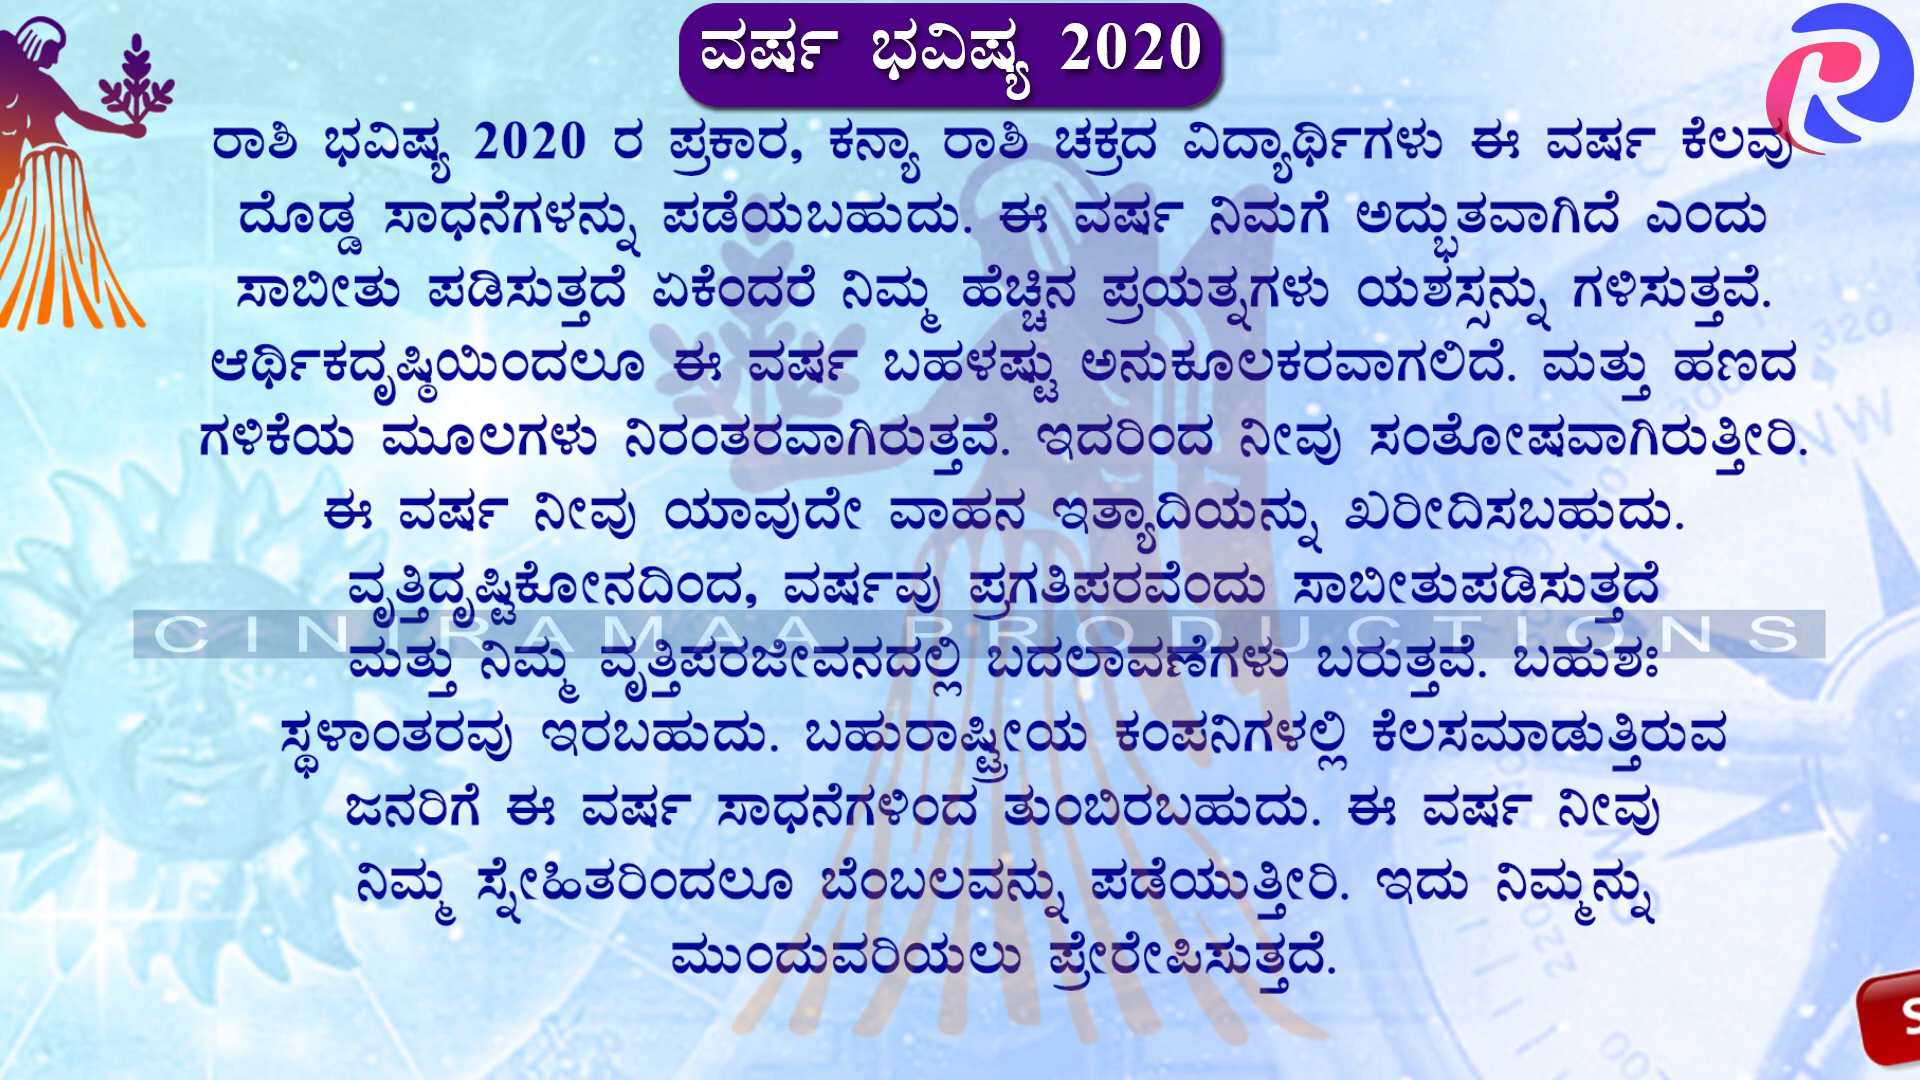 ವರ್ಷ ಭವಿಷ್ಯ 2020
ರಾಶಿ ಭವಿಷ್ಯ 2020 ರ ಪ್ರಕಾರ, ಕನ್ಯಾ ರಾಶಿ ಚಕ್ರದ ವಿದ್ಯಾರ್ಥಿಗಳು ಈ ವರ್ಷ ಕೆಲವು
ದೊಡ್ಡ ಸಾಧನೆಗಳನ್ನು ಪಡೆಯಬಹುದು. ಈ ವರ್ಷ ನಿಮಗೆ ಅದ್ಭುತವಾಗಿದೆ ಎಂದು
ಸಾಬೀತು ಪಡಿಸುತ್ತದೆ ಏಕೆಂದರೆ ನಿಮ್ಮ ಹೆಚ್ಚಿನ ಪ್ರಯತ್ನಗಳು ಯಶಸ್ಸನ್ನು ಗಳಿಸುತ್ತವೆ.
ಆರ್ಥಿಕದೃಷ್ಠಿಯಿಂದಲೂ ಈ ವರ್ಷ ಬಹಳಷ್ಟು ಅನುಕೂಲಕರವಾಗಲಿದೆ. ಮತ್ತು ಹಣದ
ಗಳಿಕೆಯ ಮೂಲಗಳು ನಿರಂತರವಾಗಿರುತ್ತವೆ. ಇದರಿಂದ ನೀವು ಸಂತೋಷವಾಗಿರುತ್ತೀರಿ.
ಈ ವರ್ಷ ನೀವು ಯಾವುದೇ ವಾಹನ ಇತ್ಯಾದಿಯನ್ನು ಖರೀದಿಸಬಹುದು.
ವೃತ್ತಿದೃಷ್ಟಿಕೋನದಿಂದ, ವರ್ಷವು ಪ್ರಗತಿಪರವೆಂದು ಸಾಬೀತುಪಡಿಸುತ್ತದೆ
CINIRAMAA PRODUCTIONS
ಮತ್ತು ನಿಮ್ಮ ವೃತ್ತಿಪರಜೀವನದಲ್ಲಿ ಬದಲಾವಣೆಗಳು ಬರುತ್ತವೆ. ಬಹುಶಃ
ಸ್ಥಳಾಂತರವು ಇರಬಹುದು. ಬಹುರಾಷ್ಟ್ರೀಯ ಕಂಪನಿಗಳಲ್ಲಿ ಕೆಲಸಮಾಡುತ್ತಿರುವ
ಜನರಿಗೆ ಈ ವರ್ಷ ಸಾಧನೆಗಳಿಂದ ತುಂಬಿರಬಹುದು. ಈ ವರ್ಷ ನೀವು
ನಿಮ್ಮ ಸ್ನೇಹಿತರಿಂದಲೂ ಬೆಂಬಲವನ್ನು ಪಡೆಯುತ್ತೀರಿ. ಇದು ನಿಮ್ಮನ್ನು
ಮುಂದುವರಿಯಲು ಪ್ರೇರೇಪಿಸುತ್ತದೆ.